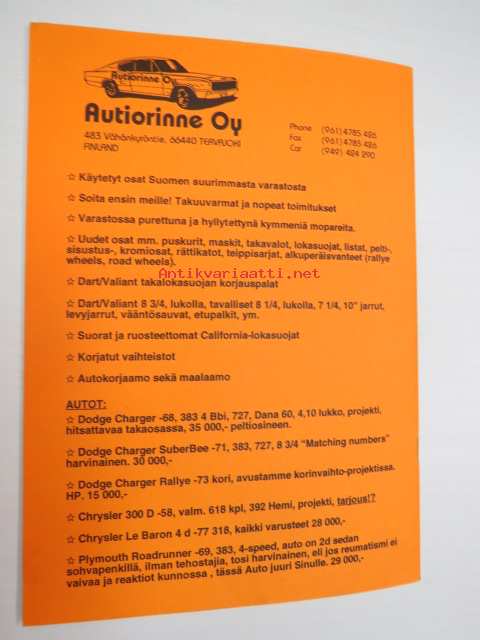 Autiorinne Oy
Autiorinne Oy
483 Vähänkyröntie, 66440 TERVAJOKI
FINLAND
Phone (961) 4785 426
Fax (961) 4785 426
Car (949) 424 290
☆ Käytetyt osat Suomen suurimmasta varastosta
☆ Soita ensin meille! Takuuvarmat ja nopeat toimitukset
☆ Varastossa purettuna ja hyllytettynä kymmeniä mopareita.
☆ Uudet osat mm. puskurit, maskit, takavalot, lokasuojat, listat, pelti-,
sisustus-, kromiosat, rättikatot, teippisarjat, alkuperäisvanteet (rallye
wheels, road wheels).
Antikvariaatti.net
☆ Dart/Valiant takalokasuojan korjauspalat
☆ Dart/Valiant 8 3/4, lukolla, tavalliset 8 1/4, lukolla, 7 1/4, 10" jarrut,
levyjarrut, vääntösauvat, etupalkit, ym.
☆ Suorat ja ruosteettomat California-lokasuojat
☆ Korjatut vaihteistot
☆ Autokorjaamo sekä maalaamo
AUTOT:
☆ Dodge Charger -68, 383 4 Bbl, 727, Dana 60, 4,10 lukko, projekti,
hitsattavaa takaosassa, 35 000,- peltiosineen.
☆ Dodge Charger SuberBee -71, 383, 727, 8 3/4 "Matching numbers"
harvinainen. 30 000,-
☆ Dodge Charger Rallye -73 kori, avustamme korinvaihto-projektissa.
HP. 15 000,-
☆ Chrysler 300 D -58, valm. 618 kpl, 392 Hemi, projekti, tarjous!?
☆ Chrysler Le Baron 4 d -77 318, kaikki varusteet 28 000,-
☆ Plymouth Roadrunner -69, 383, 4-speed, auto on 2d sedan
sohvapenkillä, ilman tehostajia, tosi harvinainen, eli jos reumatismi ei
vaivaa ja reaktiot kunnossa , tässä Auto juuri Sinulle. 29 000,-